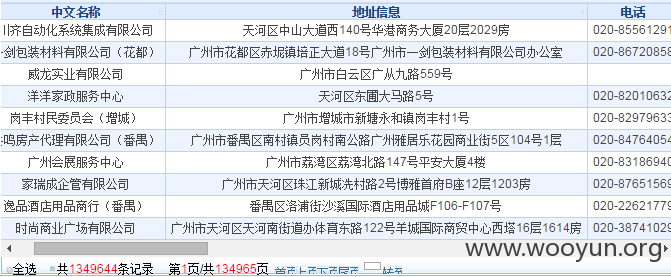 中文名称 地址信息 电话
济自动化系统集成有限公司 天河区中山大道西140号华港商务大厦20层2029房 020-85561291
一剑包装材料有限公司（花都） 广州市花都区赤坭镇培正大道18号广州市一剑包装材料有限公司办公室 020-86720858
威龙实业有限公司 广州市白云区广从九路559号
洋洋家政服务中心 天河区东圃大马路5号 020-82010632
岗丰村民委员会（增城） 广州市增城市新塘永和镇岗丰村1号 020-82979633
鸣房产代理有限公司（番禺） 广州市番禺区南村镇员岗村南公路广州雅居乐花园商业街5区104号1层 020-84764054
广州会展服务中心 广州市荔湾区荔湾北路147号平安大厦4楼 020-83186940
家瑞成企管有限公司 广州市天河区珠江新城冼村路2号博雅首府B座12层1203房 020-87651569
逸品酒店用品商行（番禺） 番禺区洛浦街沙溪国际酒店用品城F106-F107号 020-22621779
时尚商业广场有限公司 广州市天河区天河南街道办体育东路122号羊城国际商贸中心西塔16层1614房 020-38741029
www.wooyun.org
全选 共1349644条记录 第1页/共134965页 首页上页下页尾页 转至